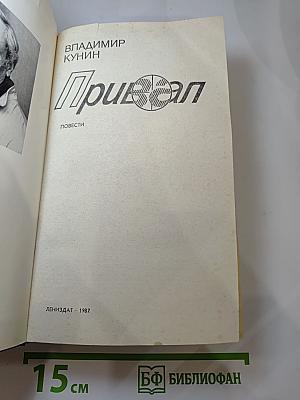 ВЛАДИМИР
КУНИН
Привал
ПОВЕСТИ
ЛЕНИЗДАТ · 1987
15 см
БФ БИБЛИОФАН